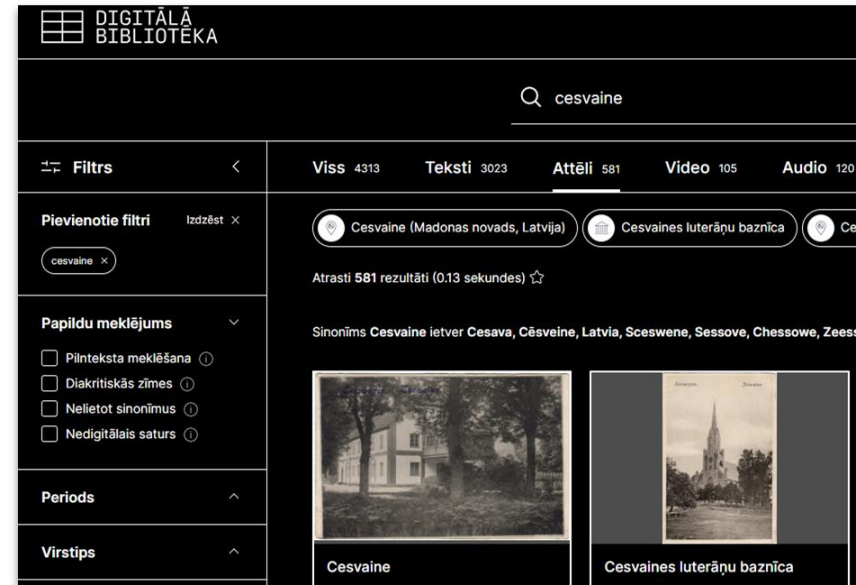 DIGITĀLĀ
BIBLIOTĒKA
cesvaine
Filtrs
Viss 4313 Teksti 3023 Attēli 581 Video 105 Audio 120
Pievienotie filtri Izdzēst ×
cesvaine ×
Cesvaine (Madonas novads, Latvija) Cesvaines luterāņu baznīca Ce
Atrasti 581 rezultāti (0.13 sekundes)
Papildu meklējums
Sinonīms Cesvaine ietver Cesava, Cēsveine, Latvia, Sceswene, Sessove, Chessowe, Zeess
Pilnteksta meklēšana
Diakritiskās zīmes
Nelietot sinonīmus
Nedigitālais saturs
Periods
Virstips
Cesvaine
Cesvaines luterāņu baznīca